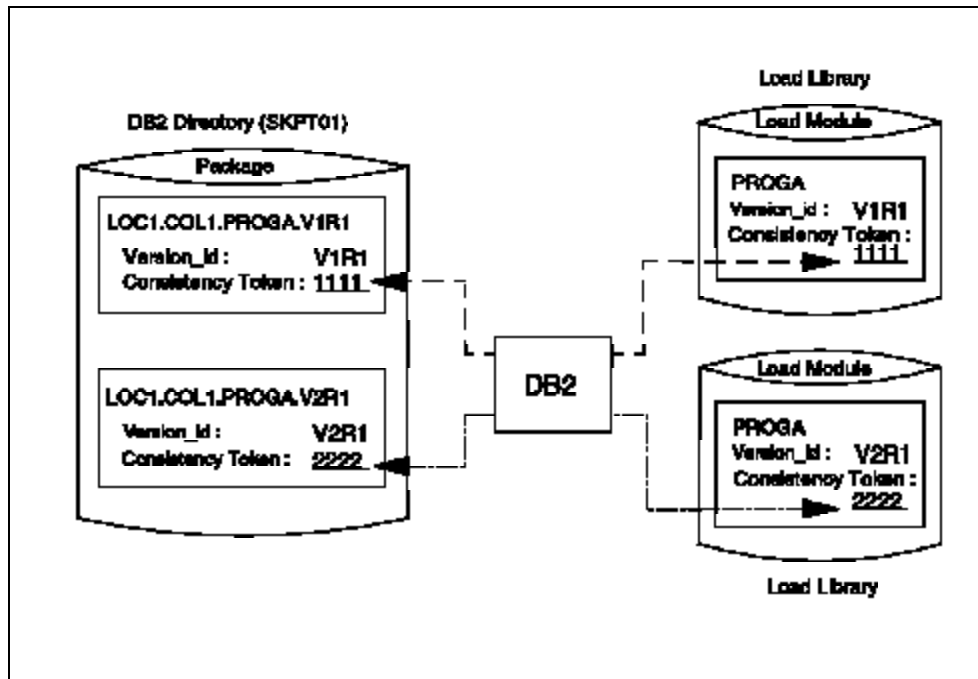 DB2 Directory (SKPT01)
Package
LOC1.COL1.PROGA.V1R1
Version_id : V1R1
Consistency Token : 1111
LOC1.COL1.PROGA.V2R1
Version_id : V2R1
Consistency Token : 2222
DB2
Load Library
Load Module
PROGA
Version_id : V1R1
Consistency Token :
1111
Load Module
PROGA
Version_id : V2R1
Consistency Token :
2222
Load Library